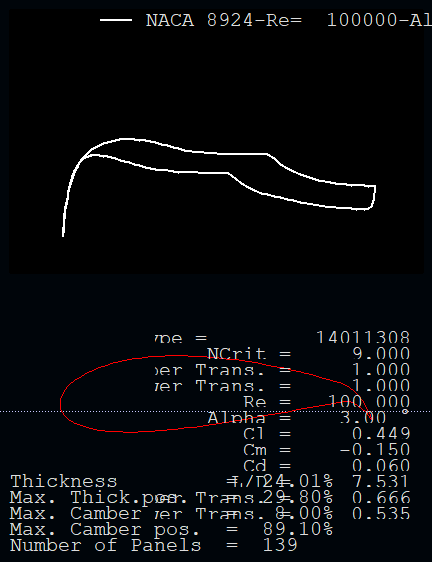 NACA 8924-Re= 100000-Al
ype = 14011308
NCrit = 9.000
per Trans. = 1.000
wer Trans. = 1.000
Re = 100 000
Alpha = 3.00 °
Cl = 0.449
Cm = -0.150
Cd = 0.060
L/D = 7.531
per Trans. = 0.666
wer Trans. = 0.535
Thickness = 24.01%
Max. Thick.pos. = 29.80%
Max. Camber = 8.00%
Max. Camber pos. = 89.10%
Number of Panels = 139